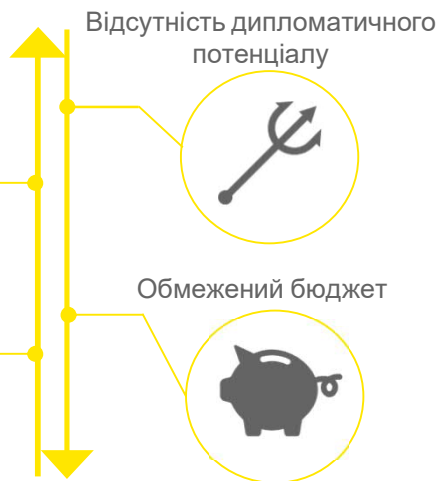 Відсутність дипломатичного
потенціалу
Обмежений бюджет